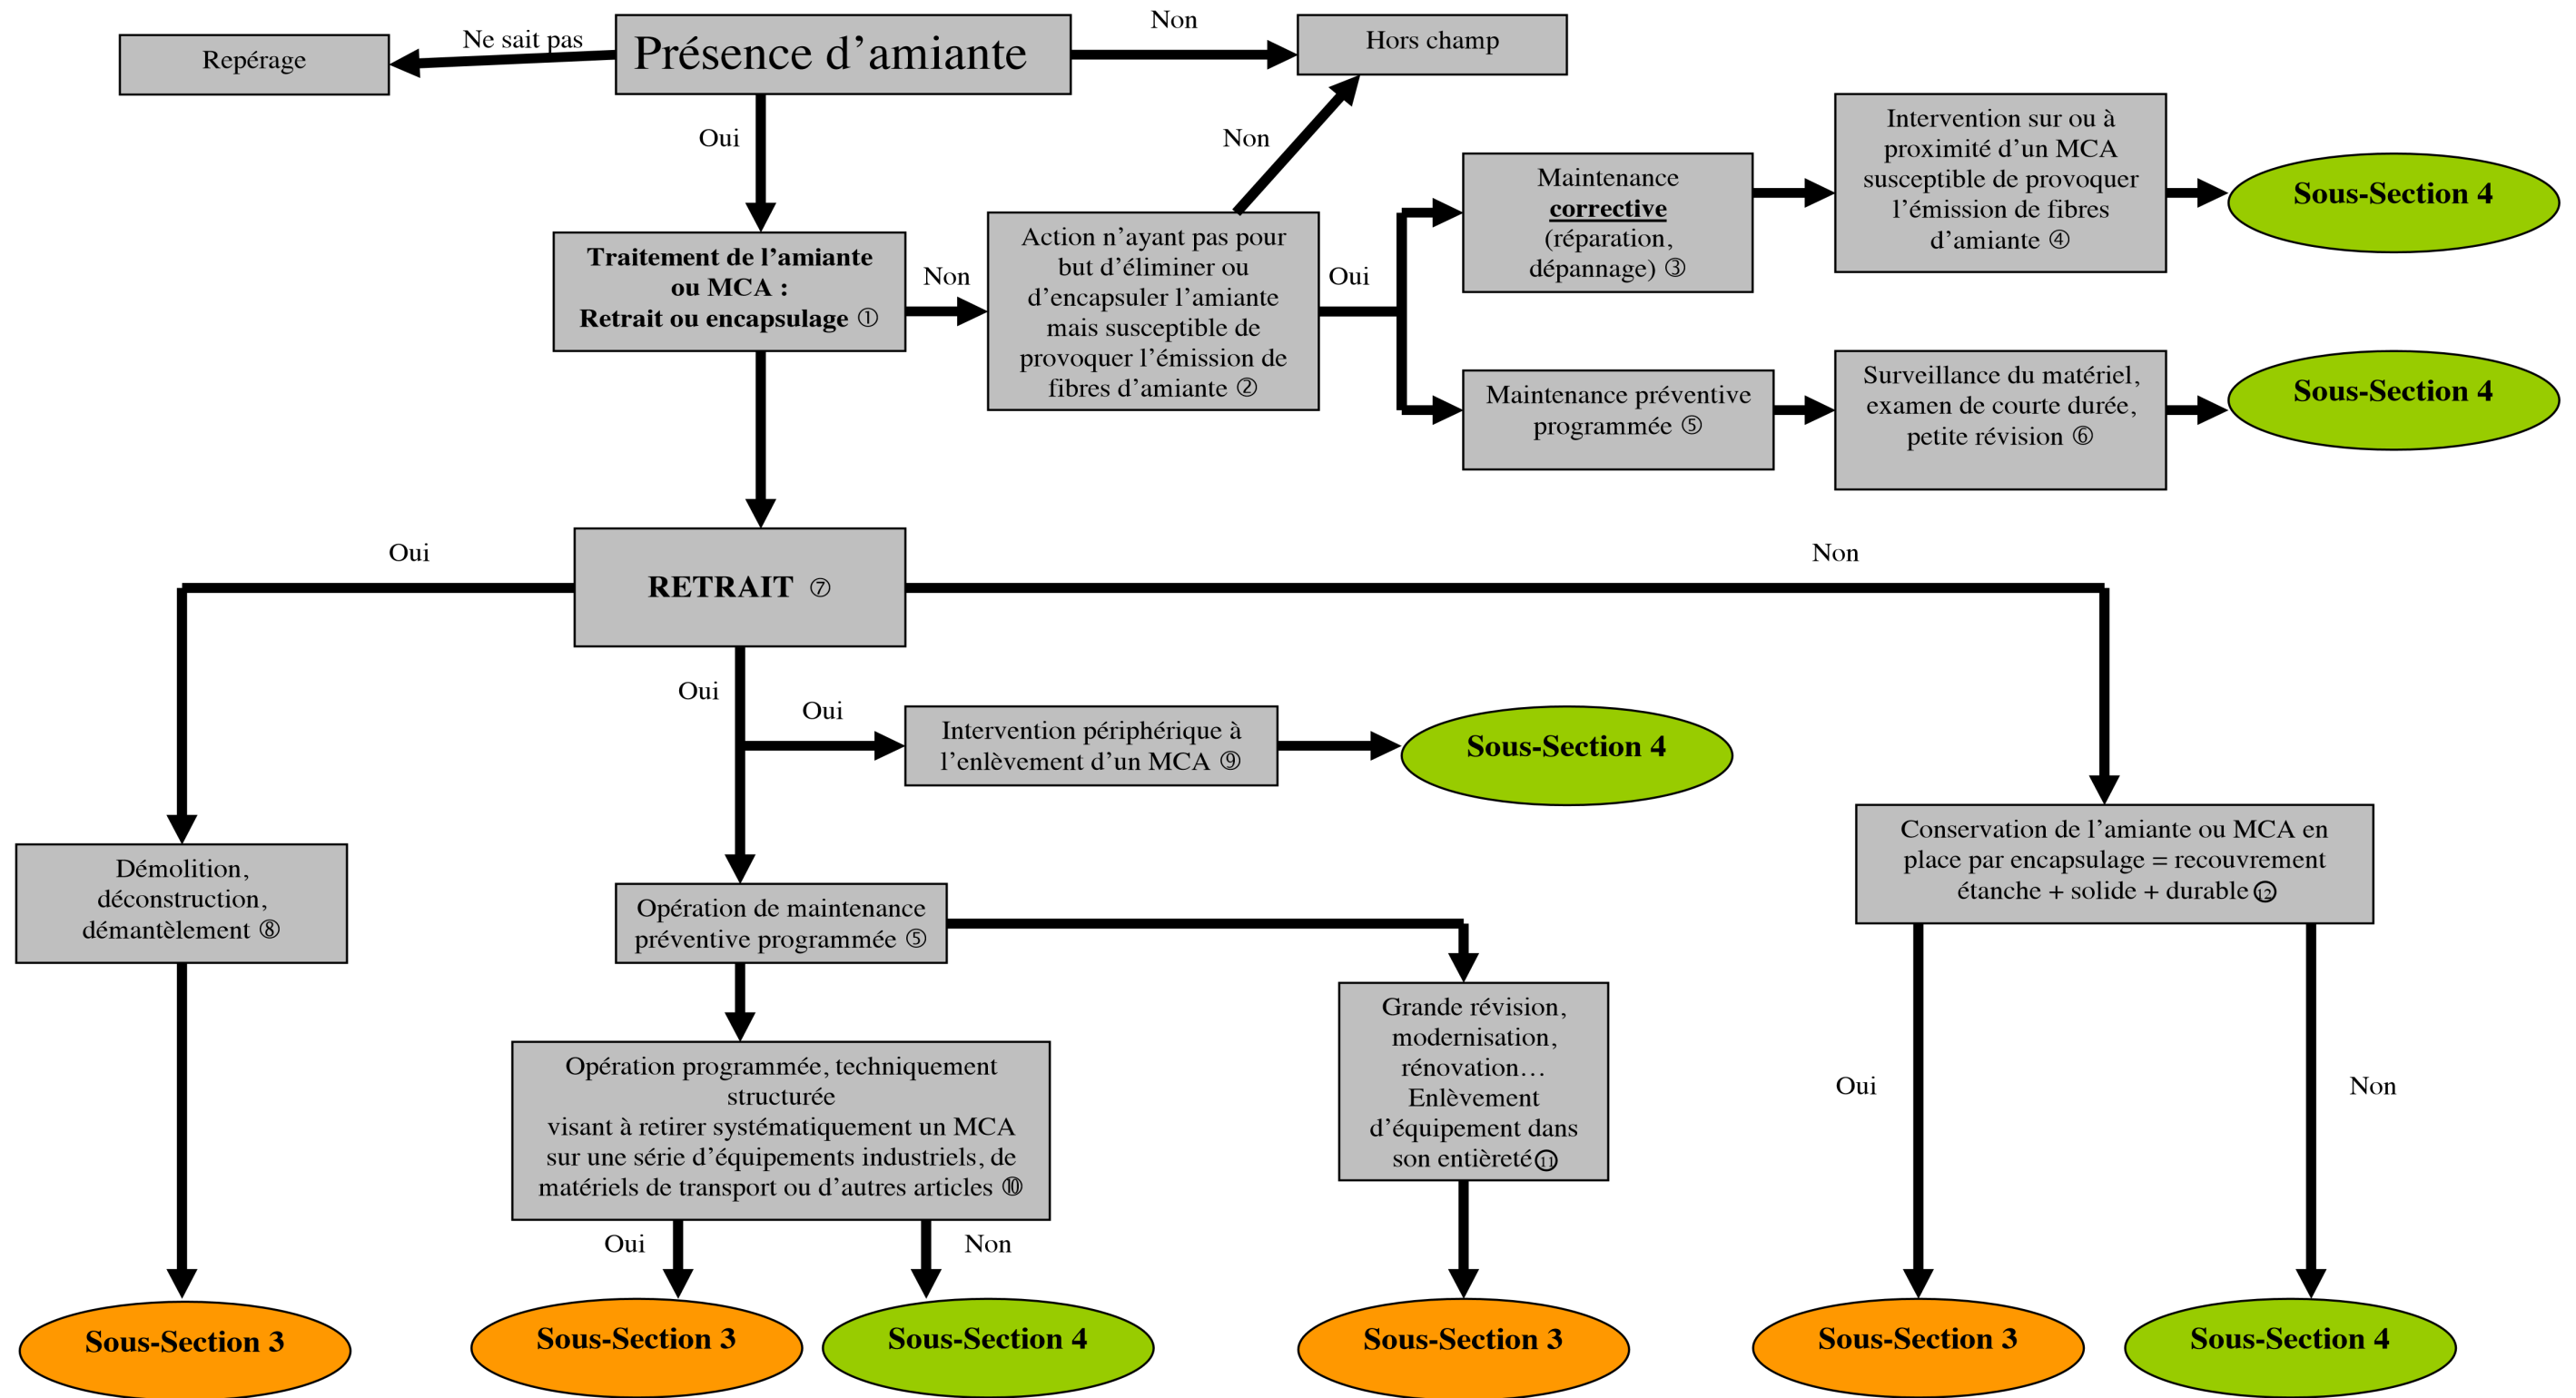 Repérage
Ne sait pas
Présence d’amiante
Non
Hors champ
Oui
Non
Traitement de l’amiante
ou MCA :
Retrait ou encapsulage ①
Non
Action n’ayant pas pour
but d’éliminer ou
d’encapsuler l’amiante
mais susceptible de
provoquer l’émission de
fibres d’amiante ②
Oui
Maintenance
corrective
(réparation,
dépannage) ③
Intervention sur ou à
proximité d’un MCA
susceptible de provoquer
l’émission de fibres
d’amiante ④
Sous-Section 4
Maintenance préventive
programmée ⑤
Surveillance du matériel,
examen de courte durée,
petite révision ⑥
Sous-Section 4
Oui
RETRAIT ⑦
Non
Oui
Oui
Intervention périphérique à
l’enlèvement d’un MCA ⑨
Sous-Section 4
Démolition,
déconstruction,
démantèlement ⑧
Opération de maintenance
préventive programmée ⑤
Conservation de l’amiante ou MCA en
place par encapsulage = recouvrement
étanche + solide + durable ⑫
Opération programmée, techniquement
structurée
visant à retirer systématiquement un MCA
sur une série d’équipements industriels, de
matériels de transport ou d’autres articles ⑩
Grande révision,
modernisation,
rénovation…
Enlèvement
d’équipement dans
son entièreté ⑪
Oui
Non
Oui
Non
Sous-Section 3
Sous-Section 3
Sous-Section 4
Sous-Section 3
Sous-Section 3
Sous-Section 4